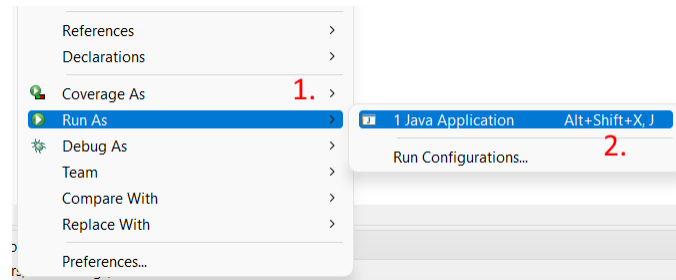 References
Declarations
Coverage As
1.
Run As
1 Java Application Alt+Shift+X, J
Debug As
2.
Run Configurations...
Team
Compare With
Replace With
Preferences...